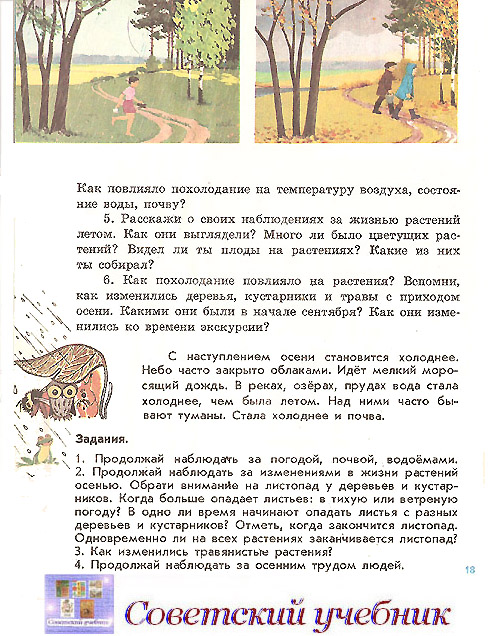 Как повлияло похолодание на температуру воздуха, состоя-
ние воды, почву?
5. Расскажи о своих наблюдениях за жизнью растений
летом. Как они выглядели? Много ли было цветущих рас-
тений? Видел ли ты плоды на растениях? Какие из них
ты собирал?
6. Как похолодание повлияло на растения? Вспомни,
как изменились деревья, кустарники и травы с приходом
осени. Какими они были в начале сентября? Как они изме-
нились ко времени экскурсии?
С наступлением осени становится холоднее.
Небо часто закрыто облаками. Идёт мелкий моро-
сящий дождь. В реках, озёрах, прудах вода стала
холоднее, чем была летом. Над ними часто бы-
вают туманы. Стала холоднее и почва.
Задания.
1. Продолжай наблюдать за погодой, почвой, водоёмами.
2. Продолжай наблюдать за изменениями в жизни растений
осенью. Обрати внимание на листопад у деревьев и кустар-
ников. Когда больше опадает листьев: в тихую или ветреную
погоду? В одно ли время начинают опадать листья с разных
деревьев и кустарников? Отметь, когда закончится листопад.
Одновременно ли на всех растениях заканчивается листопад?
3. Как изменились травянистые растения?
4. Продолжай наблюдать за осенним трудом людей.
18
Советский учебник
Советский учебник